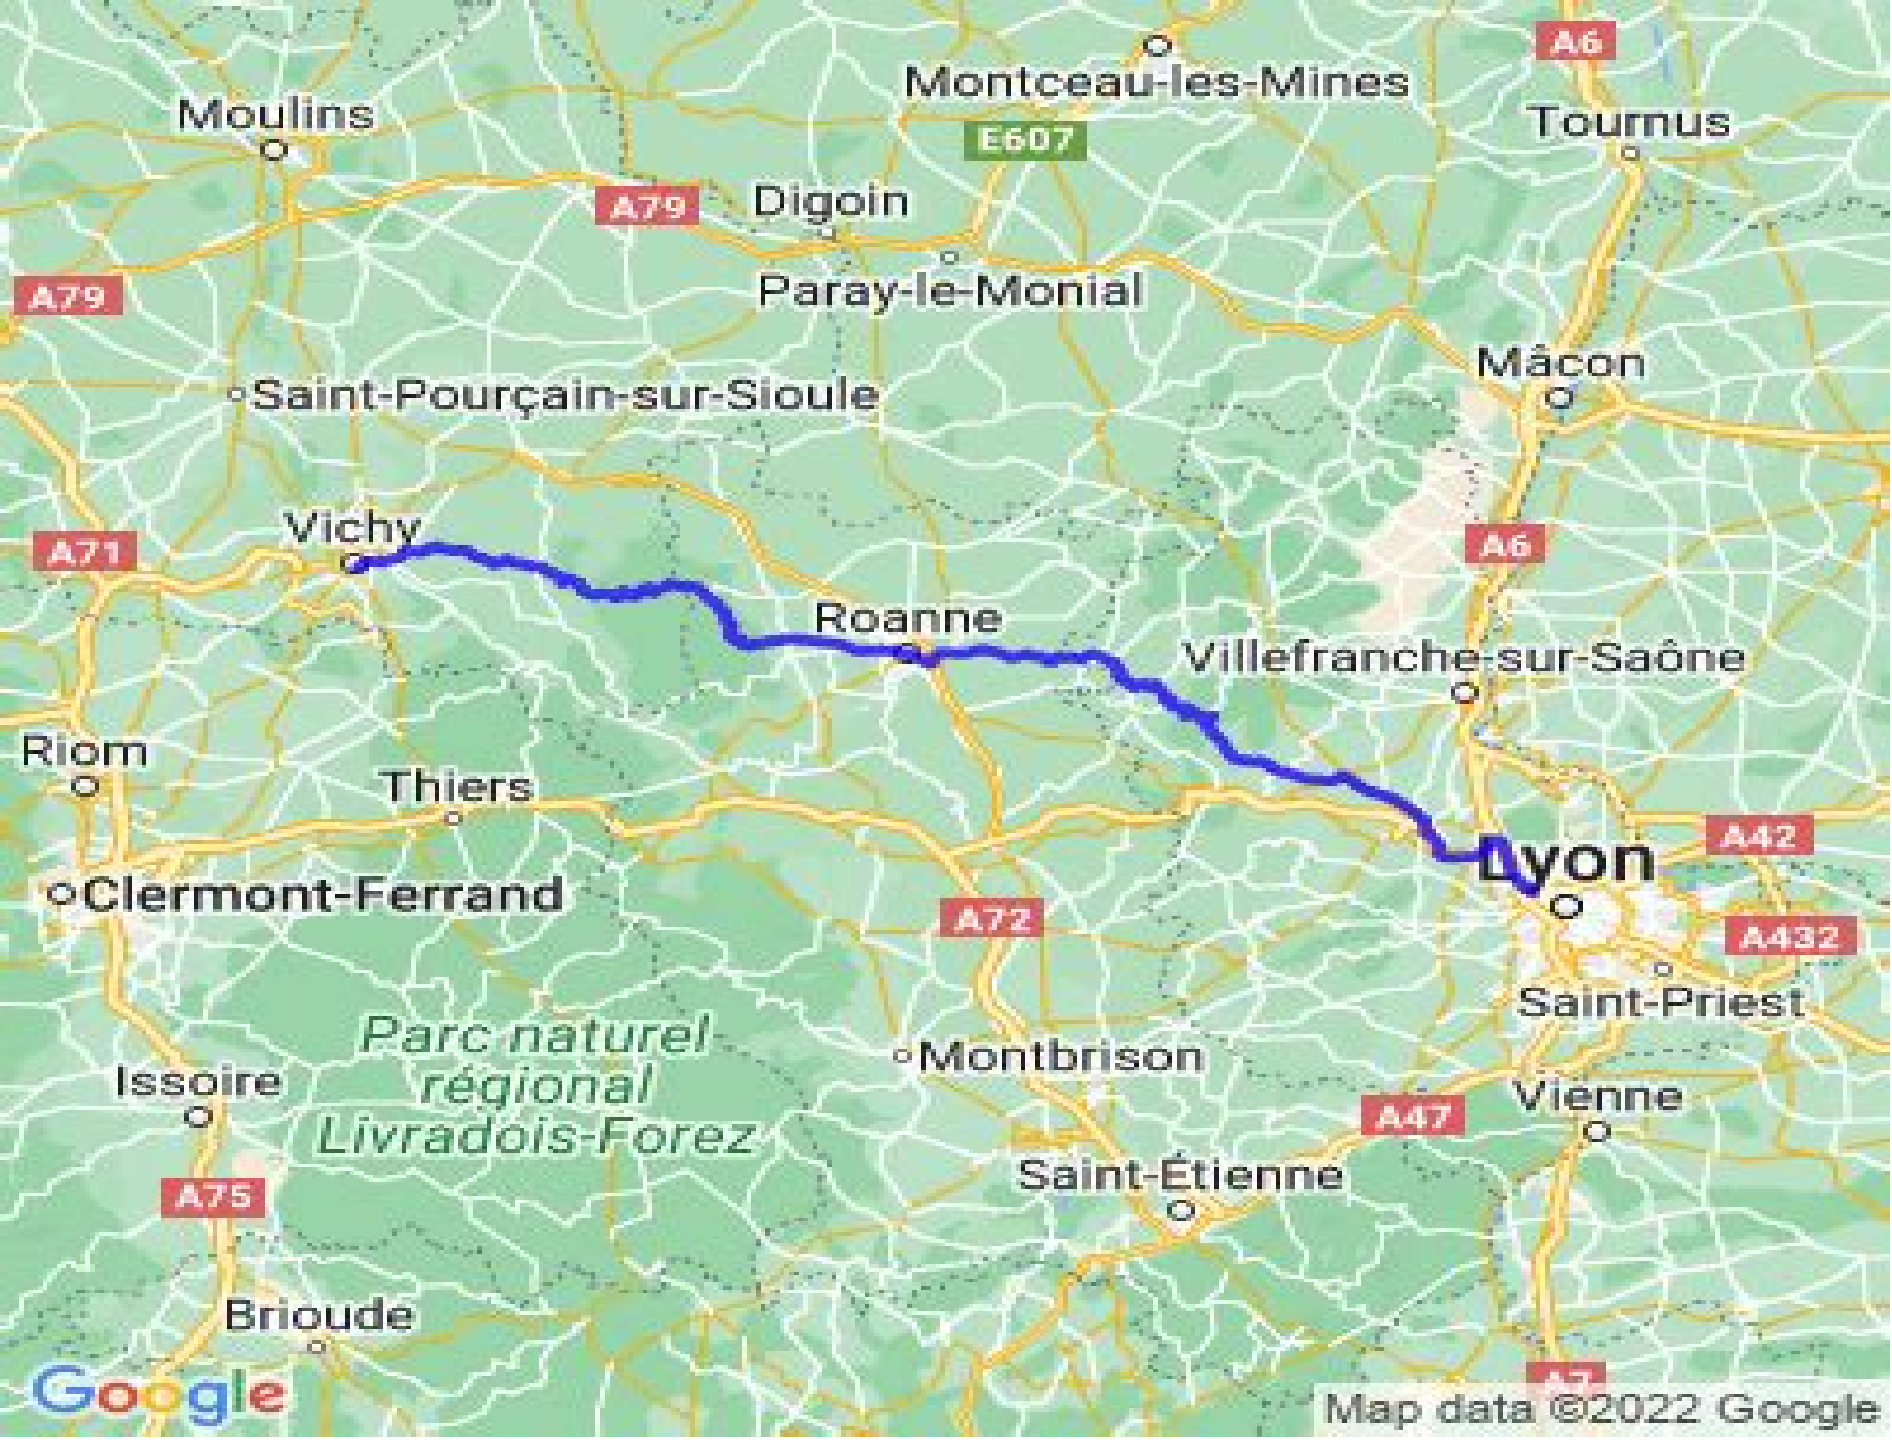 A6
Montceau-les-Mines
Moulins
Tournus
E607
Digoin
A79
Paray-le-Monial
A79
Mâcon
Saint-Pourçain-sur-Sioule
Vichy
A71
A6
Roanne
Villefranche-sur-Saône
Riom
Thiers
A42
Lyon
Clermont-Ferrand
A72
A432
Saint-Priest
Parc naturel
régional
Livradois-Forez
Montbrison
Issoire
Vienne
A47
Saint-Étienne
A75
Brioude
A7
Google
Map data ©2022 Google